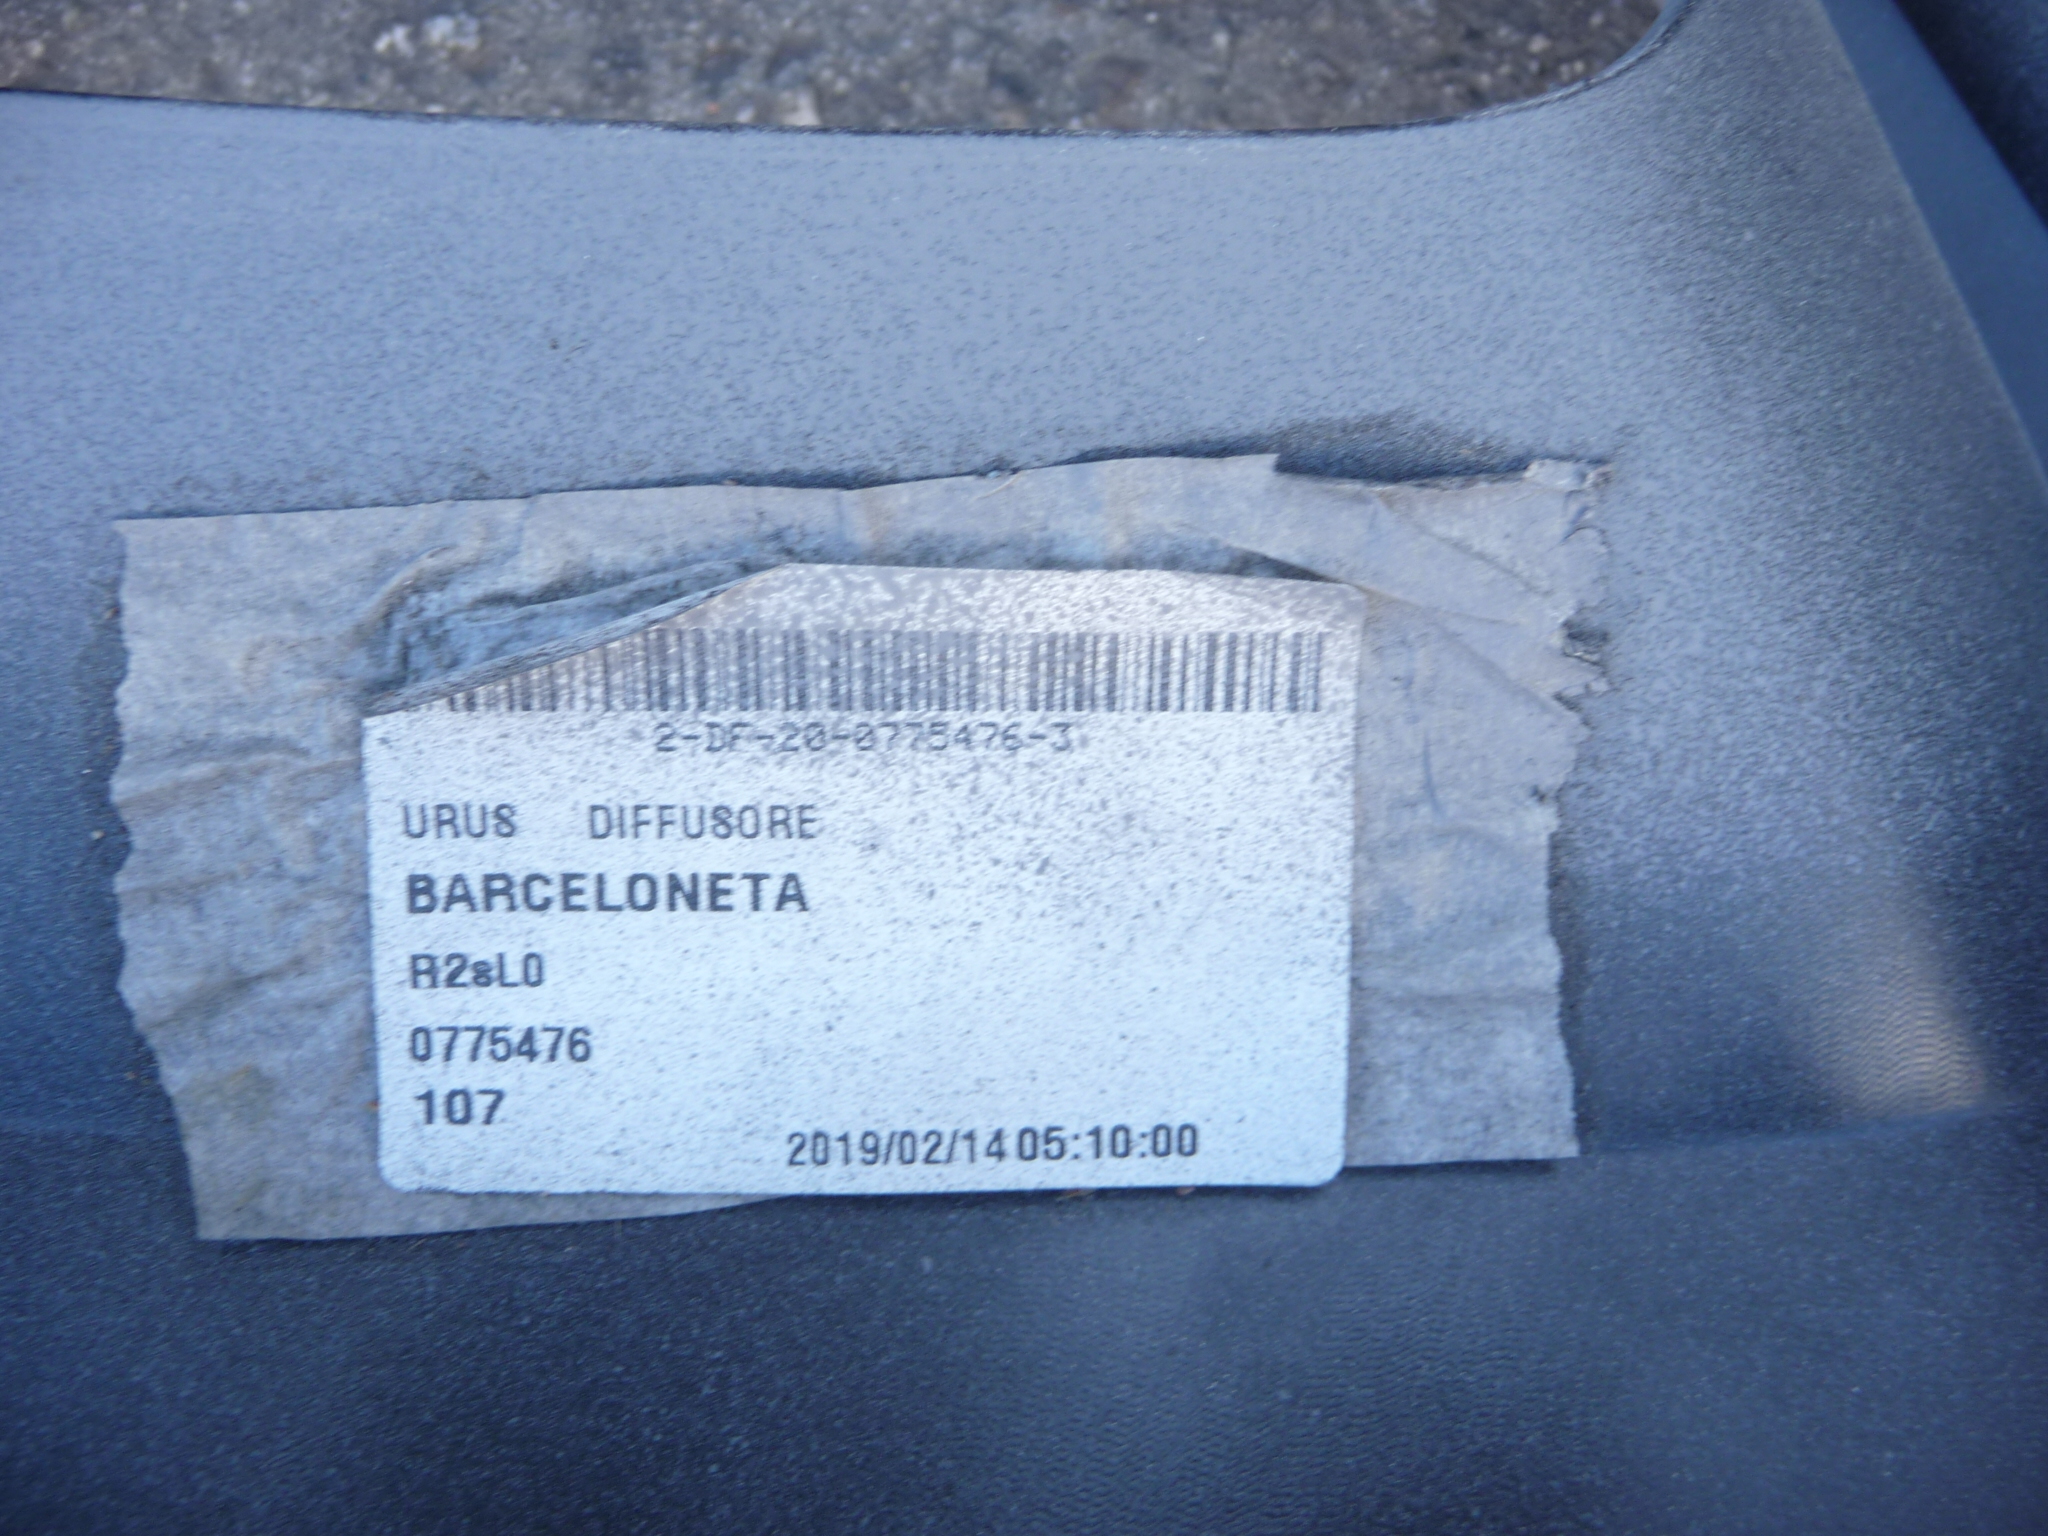 2-DF-20-0775476-3
URUS DIFFUSORE
BARCELONETA
R2sL0
0775476
107
2019/02/14 05:10:00